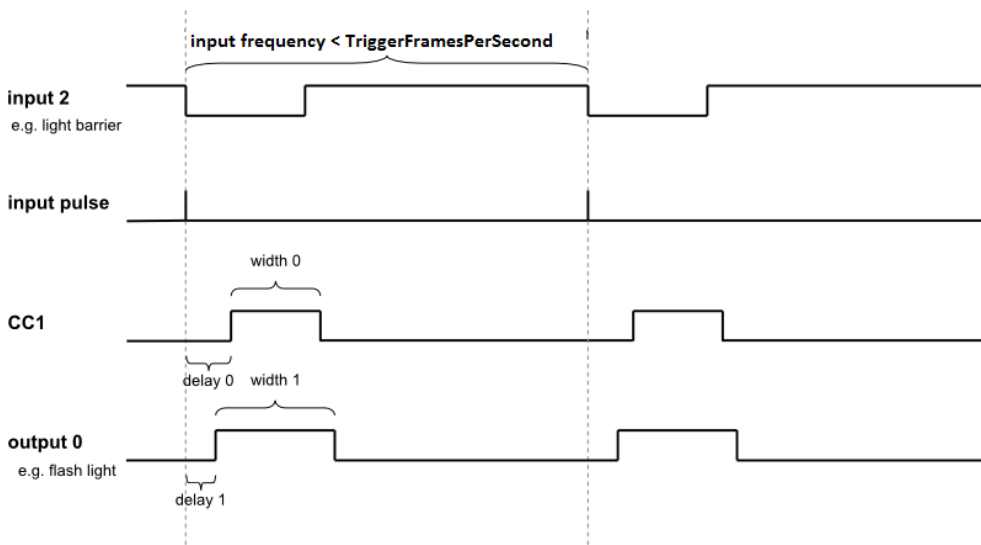 input frequency < TriggerFramesPerSecond
input 2
e.g. light barrier
input pulse
width 0
CC1
delay 0
width 1
output 0
e.g. flash light
delay 1